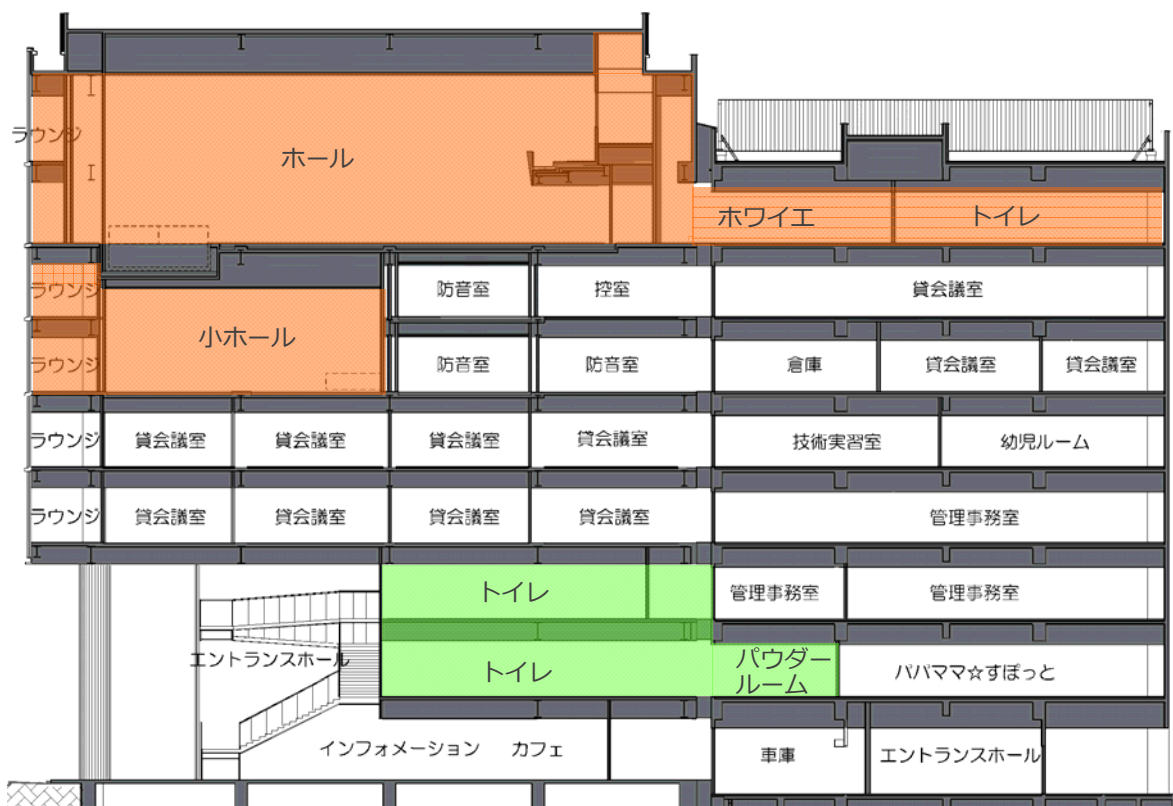 ラウンジ
ホール
ホワイエ
トイレ
ラウンジ
防音室
控室
貸会議室
小ホール
ラウンジ
防音室
防音室
倉庫
貸会議室
貸会議室
ラウンジ
貸会議室
貸会議室
貸会議室
貸会議室
技術実習室
幼児ルーム
ラウンジ
貸会議室
貸会議室
貸会議室
貸会議室
管理事務室
トイレ
管理事務室
管理事務室
エントランスホール
トイレ
パウダー
ルーム
パパママ☆すぽっと
インフォメーション
カフェ
車庫
エントランスホール